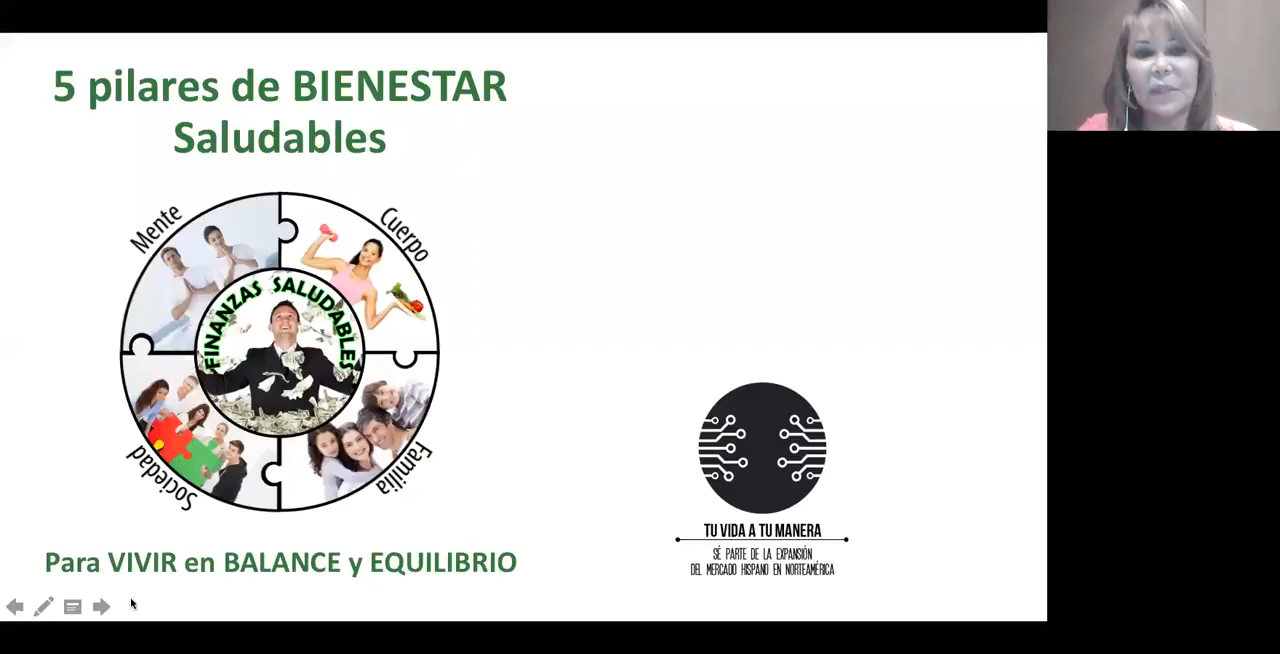 5 pilares de BIENESTAR
Saludables
Mente
Cuerpo
FINANZAS SALUDABLES
Sociedad
Familia
Para VIVIR en BALANCE y EQUILIBRIO
TU VIDA A TU MANERA
SÉ PARTE DE LA EXPANSIÓN
DEL MERCADO HISPANO EN NORTEAMÉRICA